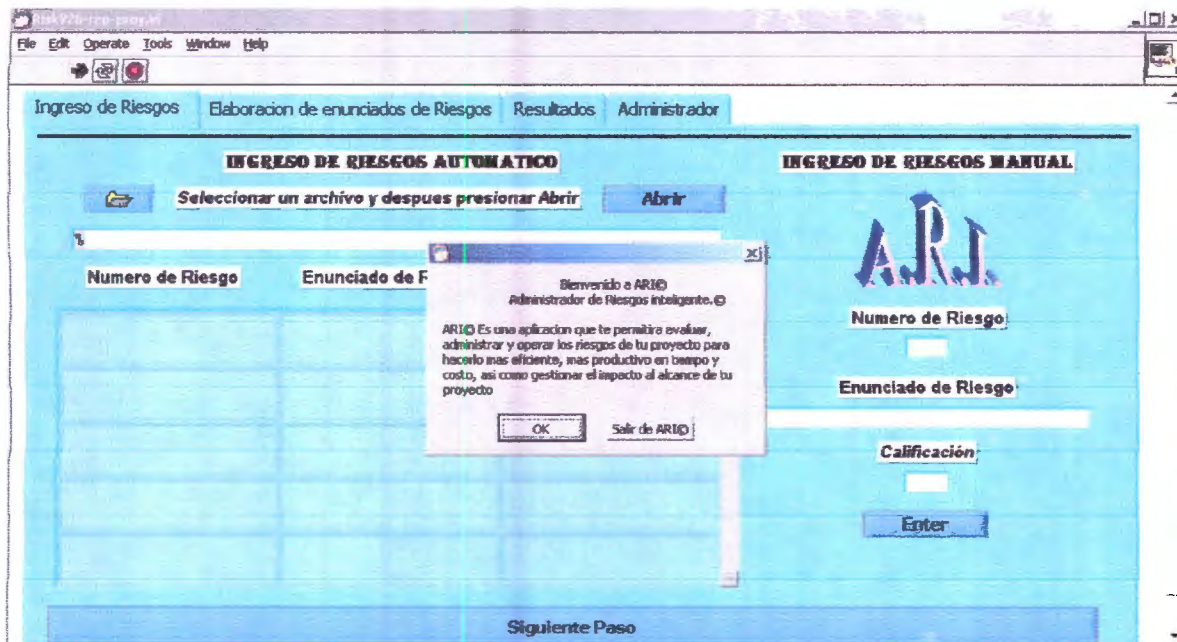 File Edit Operate Tools Window Help
Ingreso de Riesgos Elaboracion de enunciados de Riesgos Resultados Administrador
INGRESO DE RIESGOS AUTOMATICO
Seleccionar un archivo y despues presionar Abrir Abrir
Numero de Riesgo Enunciado de
Bienvenido a ARI©
Administrador de Riesgos inteligente.©
ARI© Es una aplicacion que te permitira evaluar,
administrar y operar los riesgos de tu proyecto para
hacerlo mas eficiente, mas productivo en tiempo y
costo, asi como gestionar el impacto al alcance de tu
proyecto
OK Salir de ARI©
INGRESO DE RIESGOS MANUAL
A.R.I.
Numero de Riesgo
Enunciado de Riesgo
Calificación
Enter
Siguiente Paso